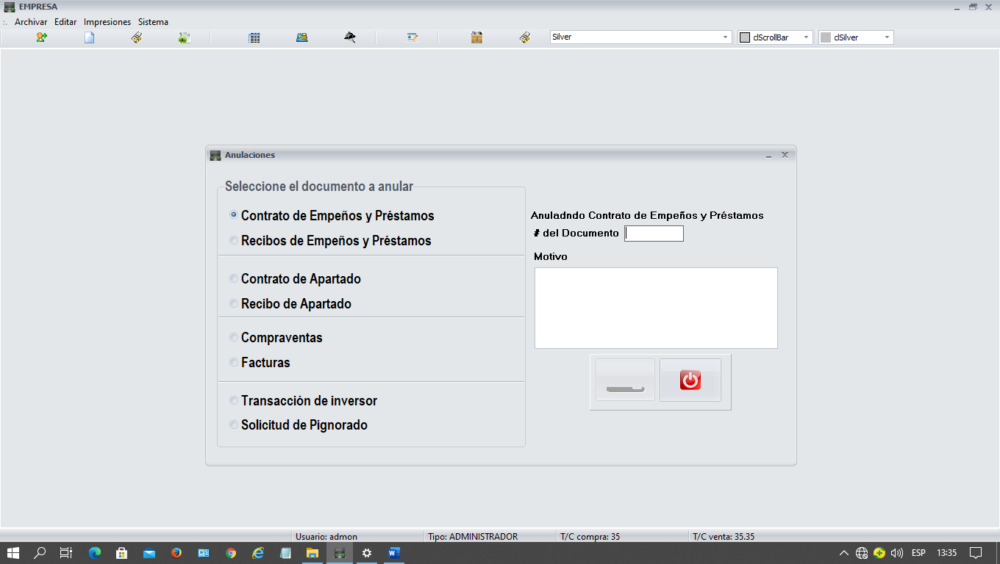 EMPRESA
Archivar Editar Impresiones Sistema
Silver clScrollBar clSilver
Anulaciones
Seleccione el documento a anular
Contrato de Empeños y Préstamos
Recibos de Empeños y Préstamos
Contrato de Apartado
Recibo de Apartado
Compraventas
Facturas
Transacción de inversor
Solicitud de Pignorado
Anuladndo Contrato de Empeños y Préstamos
# del Documento
Motivo
Usuario: admon Tipo: ADMINISTRADOR T/C compra: 35 T/C venta: 35.35
ESP 13:35